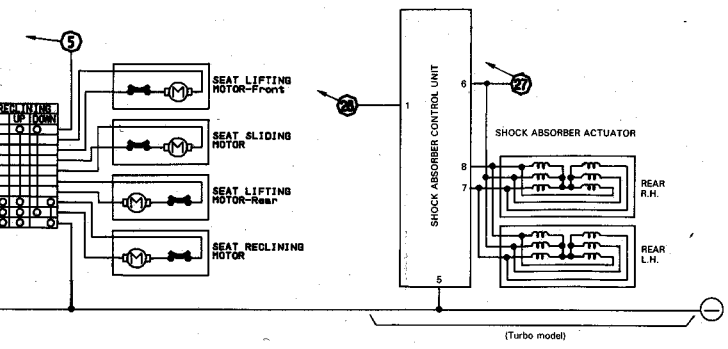 5
SEAT LIFTING
MOTOR-Front
M
RECLINING
UP DOWN
SEAT SLIDING
MOTOR
M
SEAT LIFTING
MOTOR-Rear
M
SEAT RECLINING
MOTOR
M
1
SHOCK ABSORBER CONTROL UNIT
6
27
SHOCK ABSORBER ACTUATOR
8
7
REAR
R.H.
REAR
L.H.
5
(Turbo model)